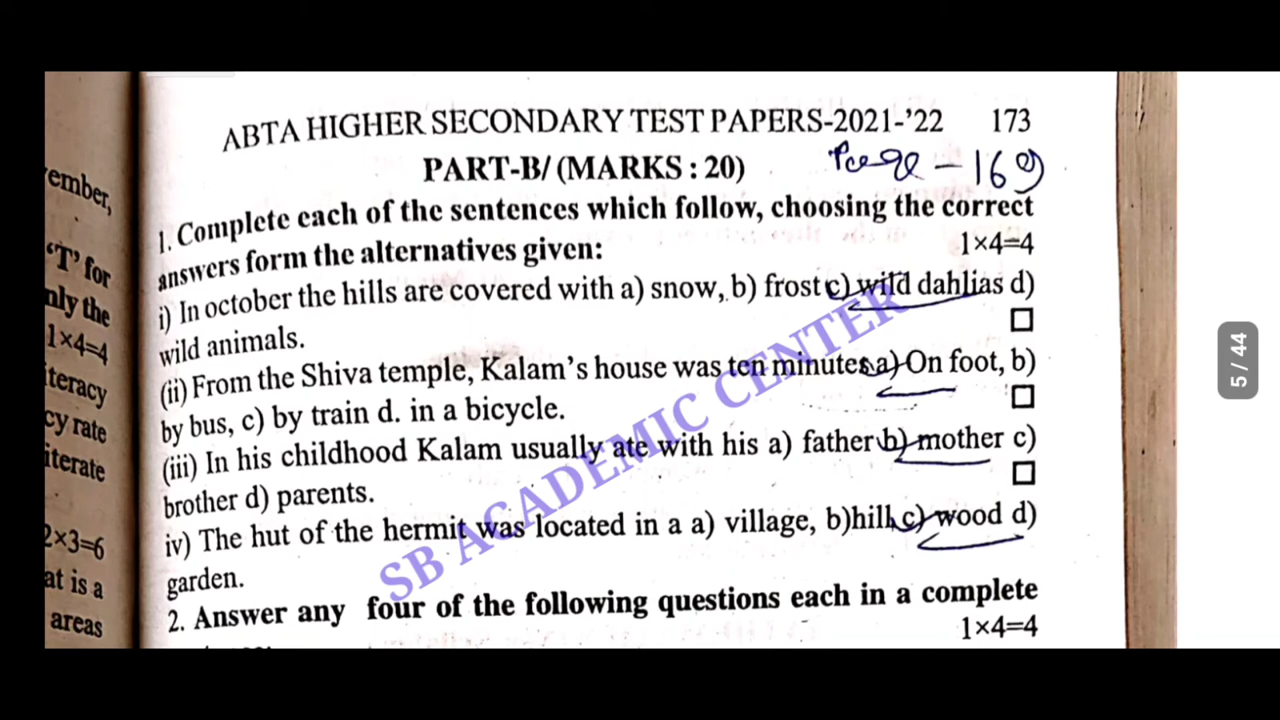 ABTA HIGHER SECONDARY TEST PAPERS-2021-'22 173
PART-B/ (MARKS : 20)
1. Complete each of the sentences which follow, choosing the correct
answers form the alternatives given: 1×4=4
i) In october the hills are covered with a) snow, b) frost c) wild dahlias d)
wild animals.
(ii) From the Shiva temple, Kalam's house was ten minutes a) On foot, b)
by bus, c) by train d. in a bicycle.
(iii) In his childhood Kalam usually ate with his a) father b) mother c)
brother d) parents.
iv) The hut of the hermit was located in a a) village, b)hill, c) wood d)
garden.
2. Answer any four of the following questions each in a complete
1×4=4
ember,
'T' for
nly the
1×4=4
iteracy
cy rate
iterate
2×3=6
at is a
areas
SB ACADEMIC CENTER
5 / 44